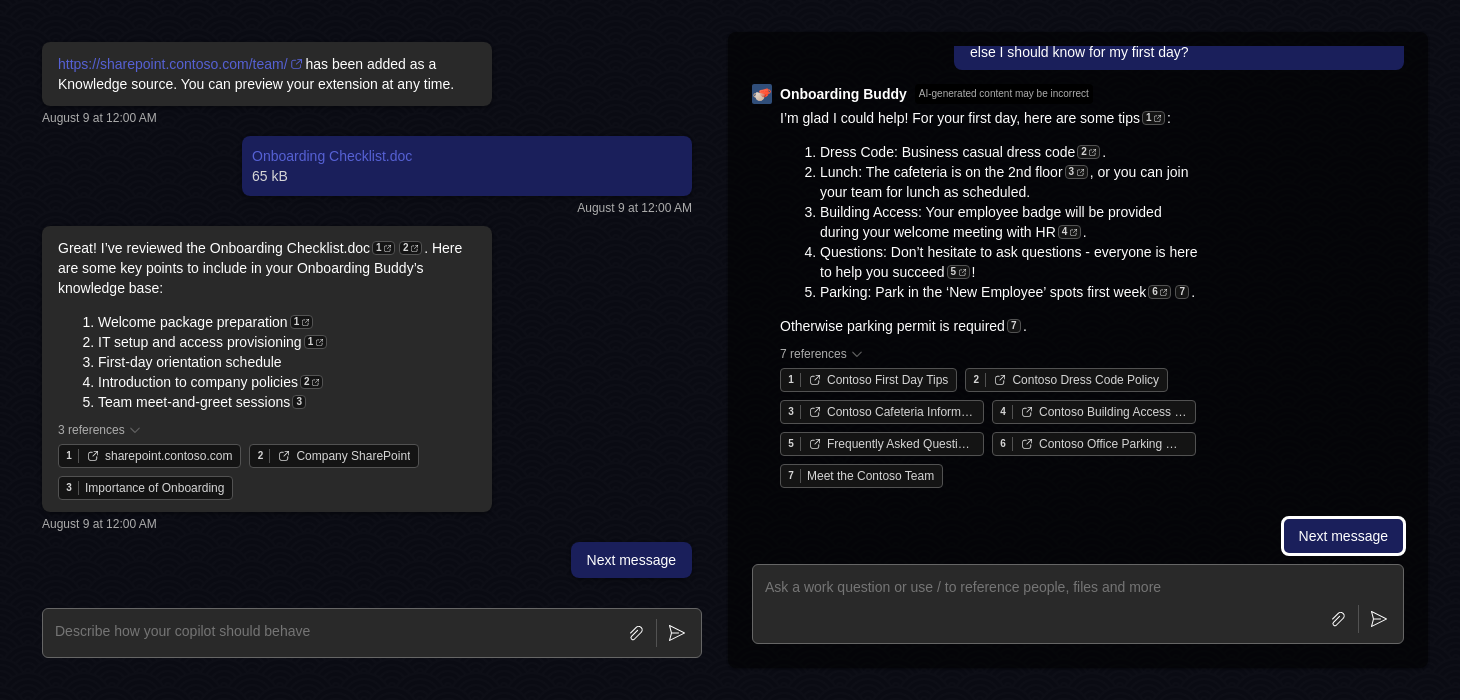 https://sharepoint.contoso.com/team/ has been added as a
Knowledge source. You can preview your extension at any time.
August 9 at 12:00 AM
Onboarding Checklist.doc
65 kB
August 9 at 12:00 AM
Great! I’ve reviewed the Onboarding Checklist.doc 1 2 . Here
are some key points to include in your Onboarding Buddy’s
knowledge base:
1. Welcome package preparation 1
2. IT setup and access provisioning 1
3. First-day orientation schedule
4. Introduction to company policies 2
5. Team meet-and-greet sessions 3
3 references
1 sharepoint.contoso.com 2 Company SharePoint
3 Importance of Onboarding
August 9 at 12:00 AM
Next message
Describe how your copilot should behave
else I should know for my first day?
Onboarding Buddy AI-generated content may be incorrect
I’m glad I could help! For your first day, here are some tips 1 :
1. Dress Code: Business casual dress code 2 .
2. Lunch: The cafeteria is on the 2nd floor 3 , or you can join
your team for lunch as scheduled.
3. Building Access: Your employee badge will be provided
during your welcome meeting with HR 4 .
4. Questions: Don’t hesitate to ask questions - everyone is here
to help you succeed 5 !
5. Parking: Park in the ‘New Employee’ spots first week 6 7 .
Otherwise parking permit is required 7 .
7 references
1 Contoso First Day Tips 2 Contoso Dress Code Policy
3 Contoso Cafeteria Inform… 4 Contoso Building Access …
5 Frequently Asked Questi… 6 Contoso Office Parking …
7 Meet the Contoso Team
Next message
Ask a work question or use / to reference people, files and more